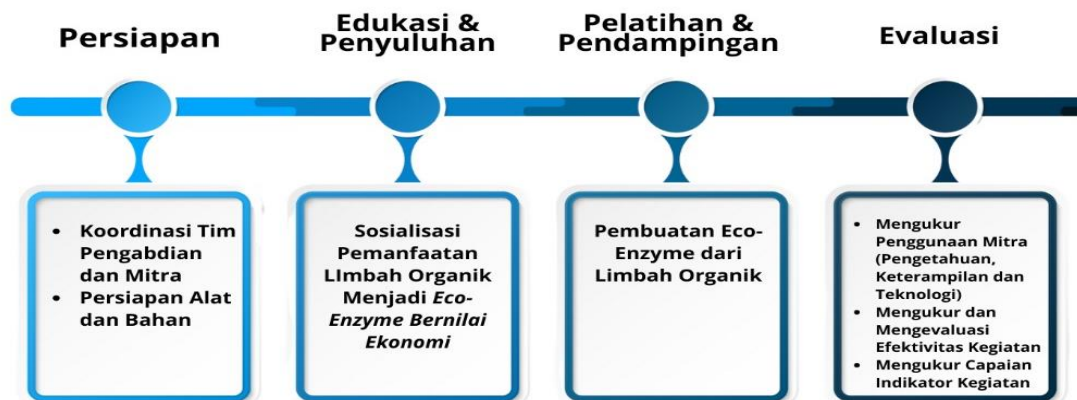 Persiapan
Edukasi &
Penyuluhan
Pelatihan &
Pendampingan
Evaluasi
• Koordinasi Tim
Pengabdian
dan Mitra
• Persiapan Alat
dan Bahan
Sosialisasi
Pemanfaatan
LImbah Organik
Menjadi Eco-
Enzyme Bernilai
Ekonomi
Pembuatan Eco-
Enzyme dari
Limbah Organik
• Mengukur
Penggunaan Mitra
(Pengetahuan,
Keterampilan dan
Teknologi)
• Mengukur dan
Mengevaluasi
Efektivitas Kegiatan
• Mengukur Capaian
Indikator Kegiatan